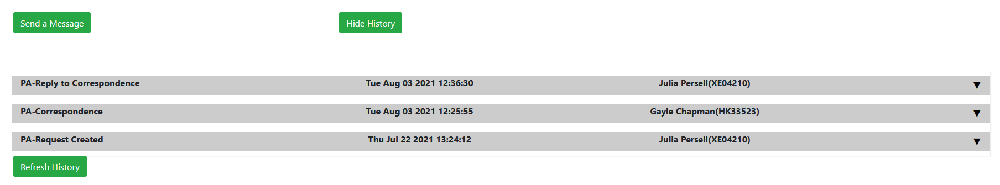 Send a Message Hide History
PA-Reply to Correspondence Tue Aug 03 2021 12:36:30 Julia Persell(XE04210) ▼
PA-Correspondence Tue Aug 03 2021 12:25:55 Gayle Chapman(HK33523) ▼
PA-Request Created Thu Jul 22 2021 13:24:12 Julia Persell(XE04210) ▼
Refresh History